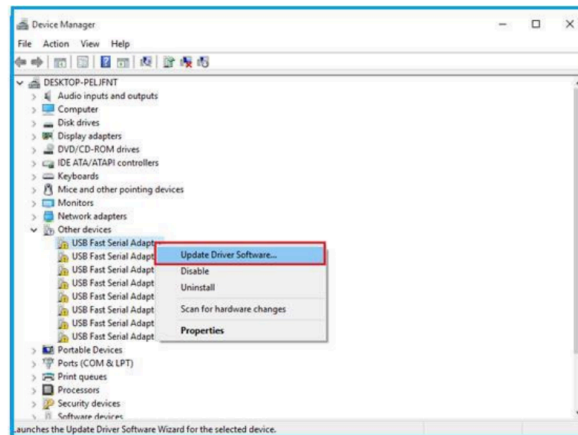 Device Manager
File Action View Help
DESKTOP-PELJFNT
Audio inputs and outputs
Computer
Disk drives
Display adapters
DVD/CD-ROM drives
IDE ATA/ATAPI controllers
Keyboards
Mice and other pointing devices
Monitors
Network adapters
Other devices
USB Fast Serial Adapt
USB Fast Serial Adapt
USB Fast Serial Adapt
USB Fast Serial Adapt
USB Fast Serial Adapt
USB Fast Serial Adapt
USB Fast Serial Adapt
USB Fast Serial Adapt
Update Driver Software...
Disable
Uninstall
Scan for hardware changes
Properties
Portable Devices
Ports (COM & LPT)
Print queues
Processors
Security devices
Software devices
aunches the Update Driver Software Wizard for the selected device.